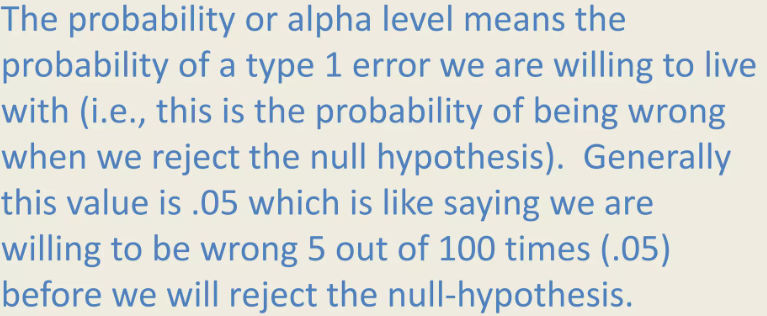 The probability or alpha level means the
probability of a type 1 error we are willing to live
with (i.e., this is the probability of being wrong
when we reject the null hypothesis).  Generally
this value is .05 which is like saying we are
willing to be wrong 5 out of 100 times (.05)
before we will reject the null-hypothesis.